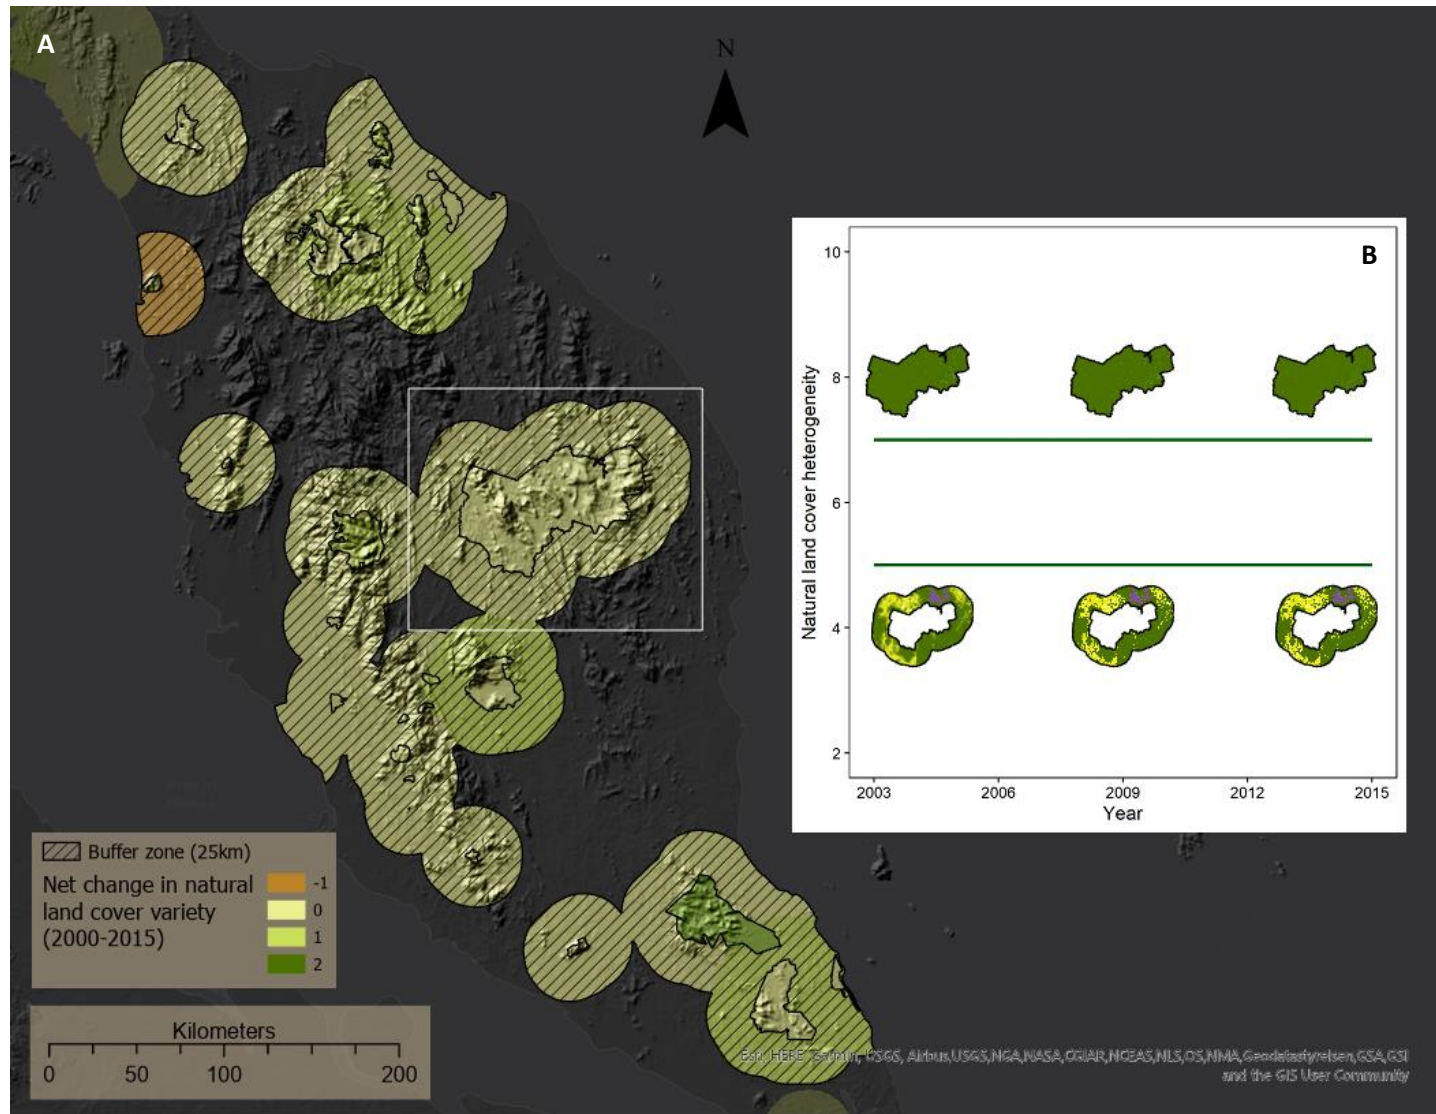 A
N
B
10
8
6
4
2
Natural land cover heterogeneity
2003 2006 2009 2012 2015
Year
Buffer zone (25km)
Net change in natural
land cover variety
(2000-2015)
-1
0
1
2
Kilometers
0 50 100 200
Esri, HERE, Garmin, USGS, Airbus,USGS,NGA,NASA,CGIAR,NCEAS,NLS,OS,NMA,Geodatastyrelsen,GSA,GSI
and the GIS User Community